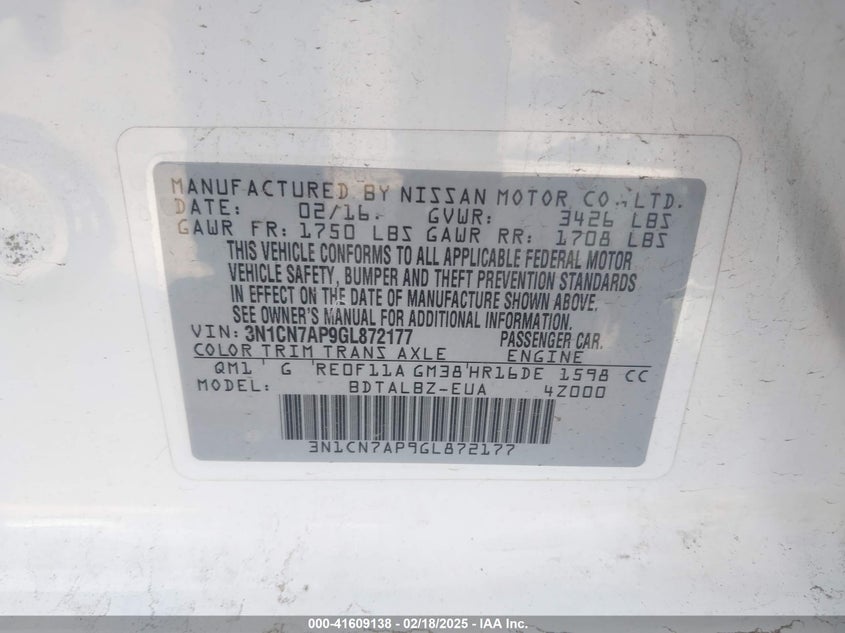 MANUFACTURED BY NISSAN MOTOR CO., LTD.
DATE: 02/16 GVWR: 3426 LBS
GAWR FR: 1750 LBS GAWR RR: 1708 LBS
THIS VEHICLE CONFORMS TO ALL APPLICABLE FEDERAL MOTOR
VEHICLE SAFETY, BUMPER AND THEFT PREVENTION STANDARDS
IN EFFECT ON THE DATE OF MANUFACTURE SHOWN ABOVE.
SEE OWNER'S MANUAL FOR ADDITIONAL INFORMATION.
VIN: 3N1CN7AP9GL872177 PASSENGER CAR.
COLOR TRIM TRANS AXLE ENGINE
QM1 G RE0F11A GM38 HR16DE 1598 CC
MODEL: BDTALBZ-EUA 4Z000
3N1CN7AP9GL872177
000-41609138 - 02/18/2025 - IAA Inc.